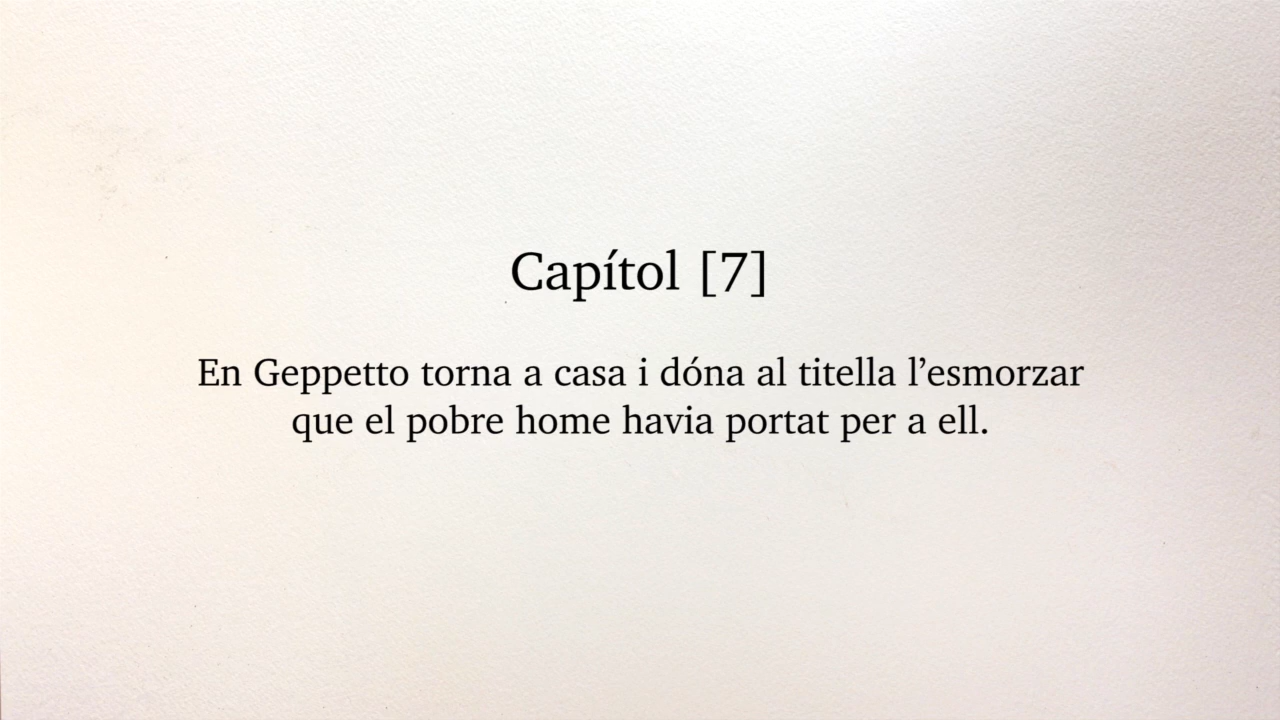 Capítol [7]
En Geppetto torna a casa i dóna al titella l’esmorzar
que el pobre home havia portat per a ell.